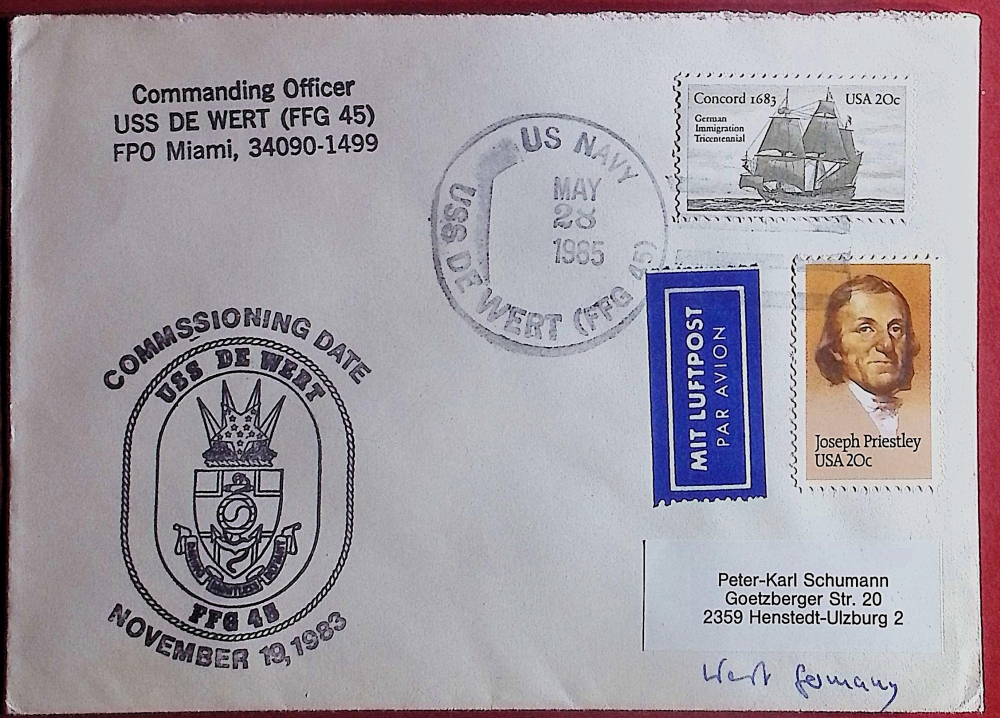 Commanding Officer
USS DE WERT (FFG 45)
FPO Miami, 34090-1499
US NAVY
MAY
28
1985
USS DE WERT (FFG 45)
Concord 1683 USA 20c
German
Immigration
Tricentennial
MIT LUFTPOST
PAR AVION
Joseph Priestley
USA 20c
COMMSSIONING DATE
USS DE WERT
FFG 45
NOVEMBER 19, 1983
Peter-Karl Schumann
Goetzberger Str. 20
2359 Henstedt-Ulzburg 2
West Germany